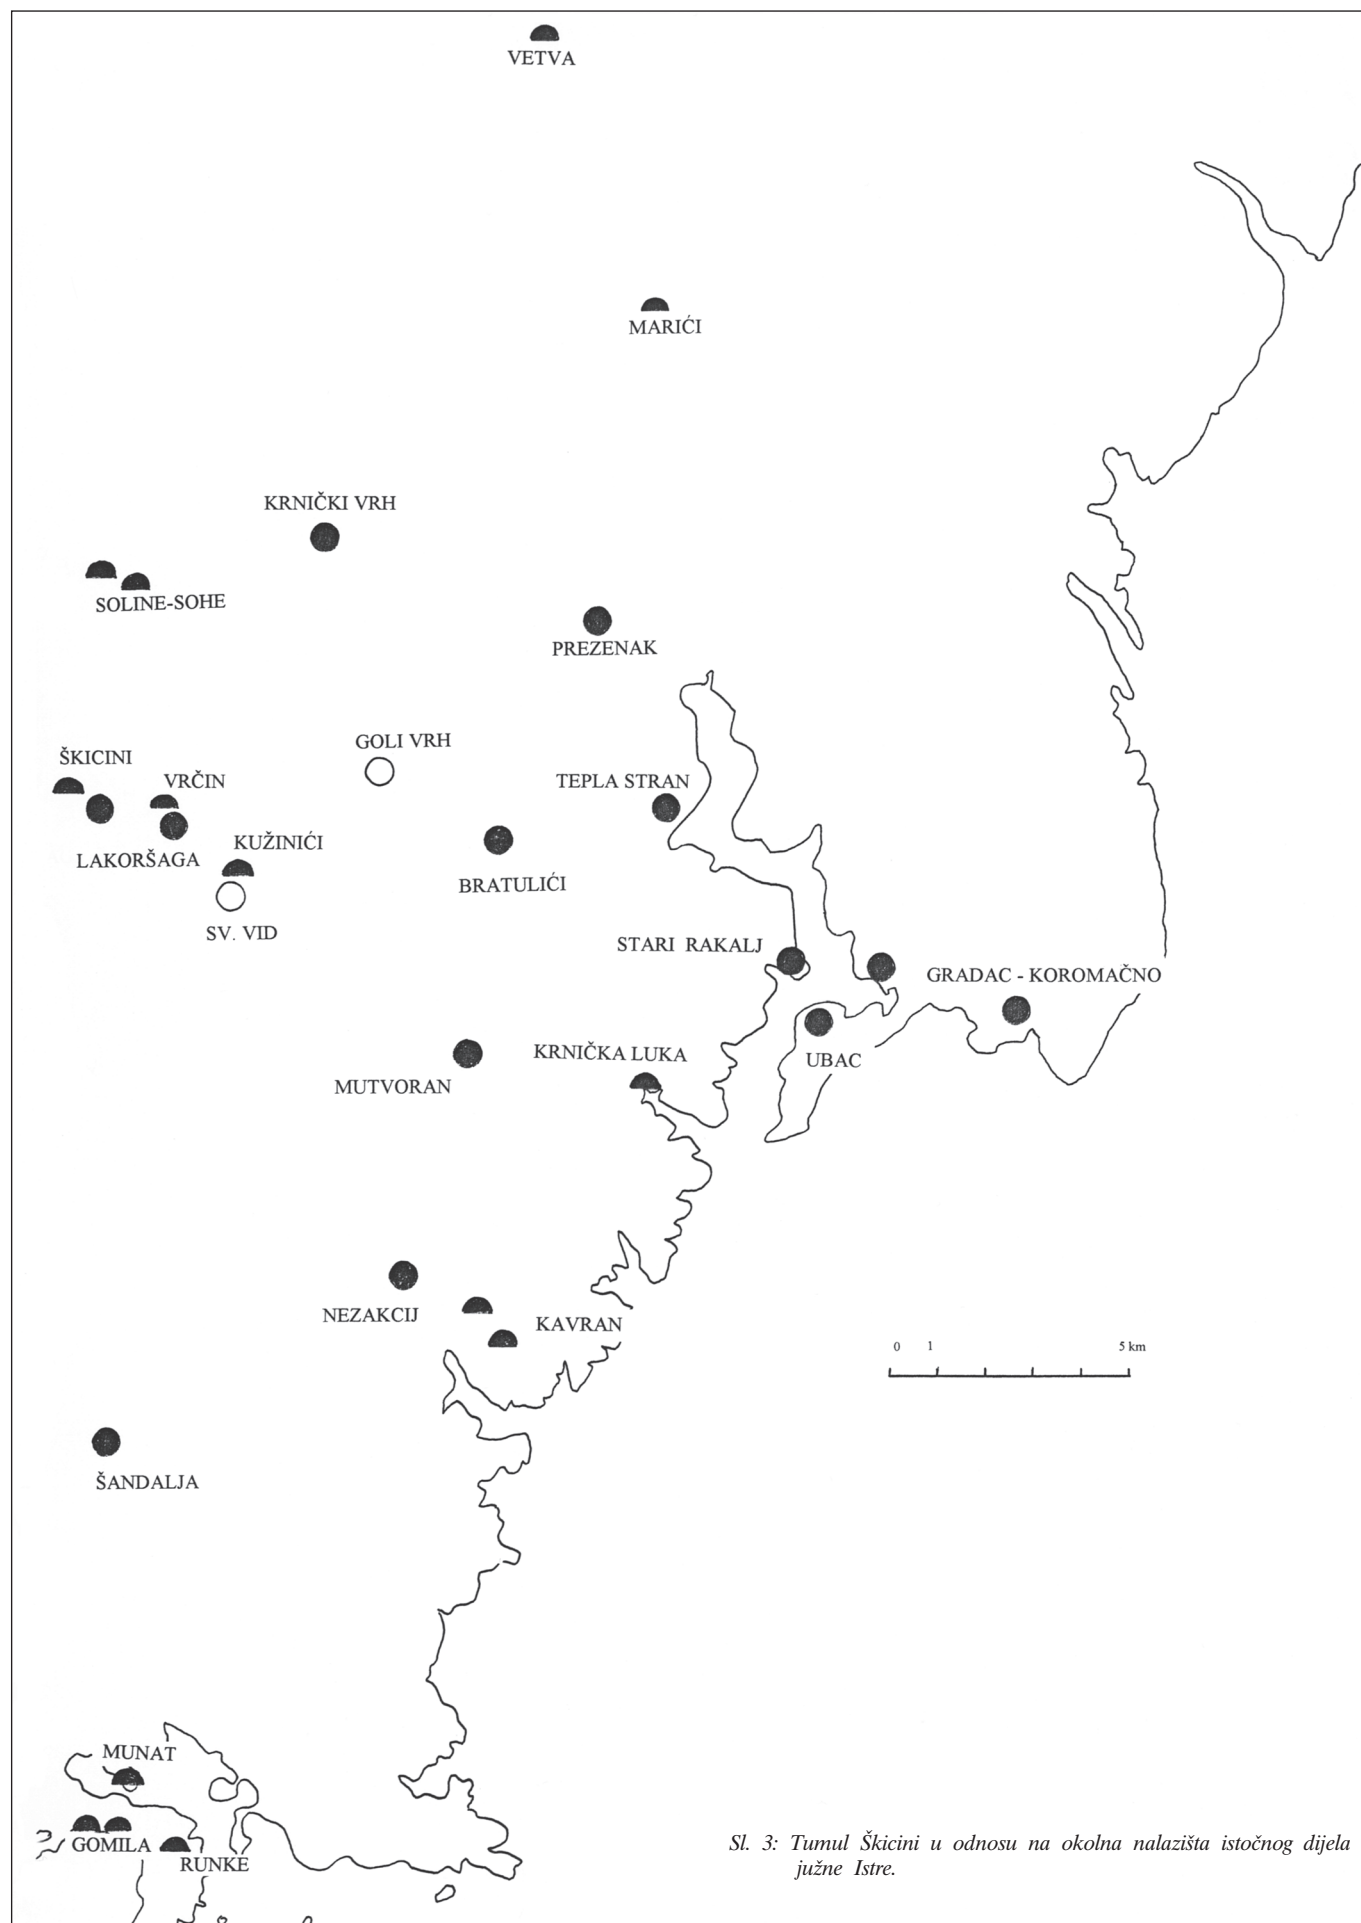 VETVA
MARIĆI
KRNIČKI VRH
SOLINE-SOHE
PREZENAK
GOLI VRH
ŠKICINI
VRČIN
TEPLA STRAN
KUŽINIĆI
LAKORŠAGA
BRATULIĆI
SV. VID
STARI RAKALJ
GRADAC - KOROMAČNO
KRNIČKA LUKA
UBAC
MUTVORAN
NEZAKCIJ
KAVRAN
0 1 5 km
ŠANDALJA
MUNAT
GOMILA
RUNKE
Sl. 3: Tumul Škicini u odnosu na okolna nalazišta istočnog dijela
južne Istre.